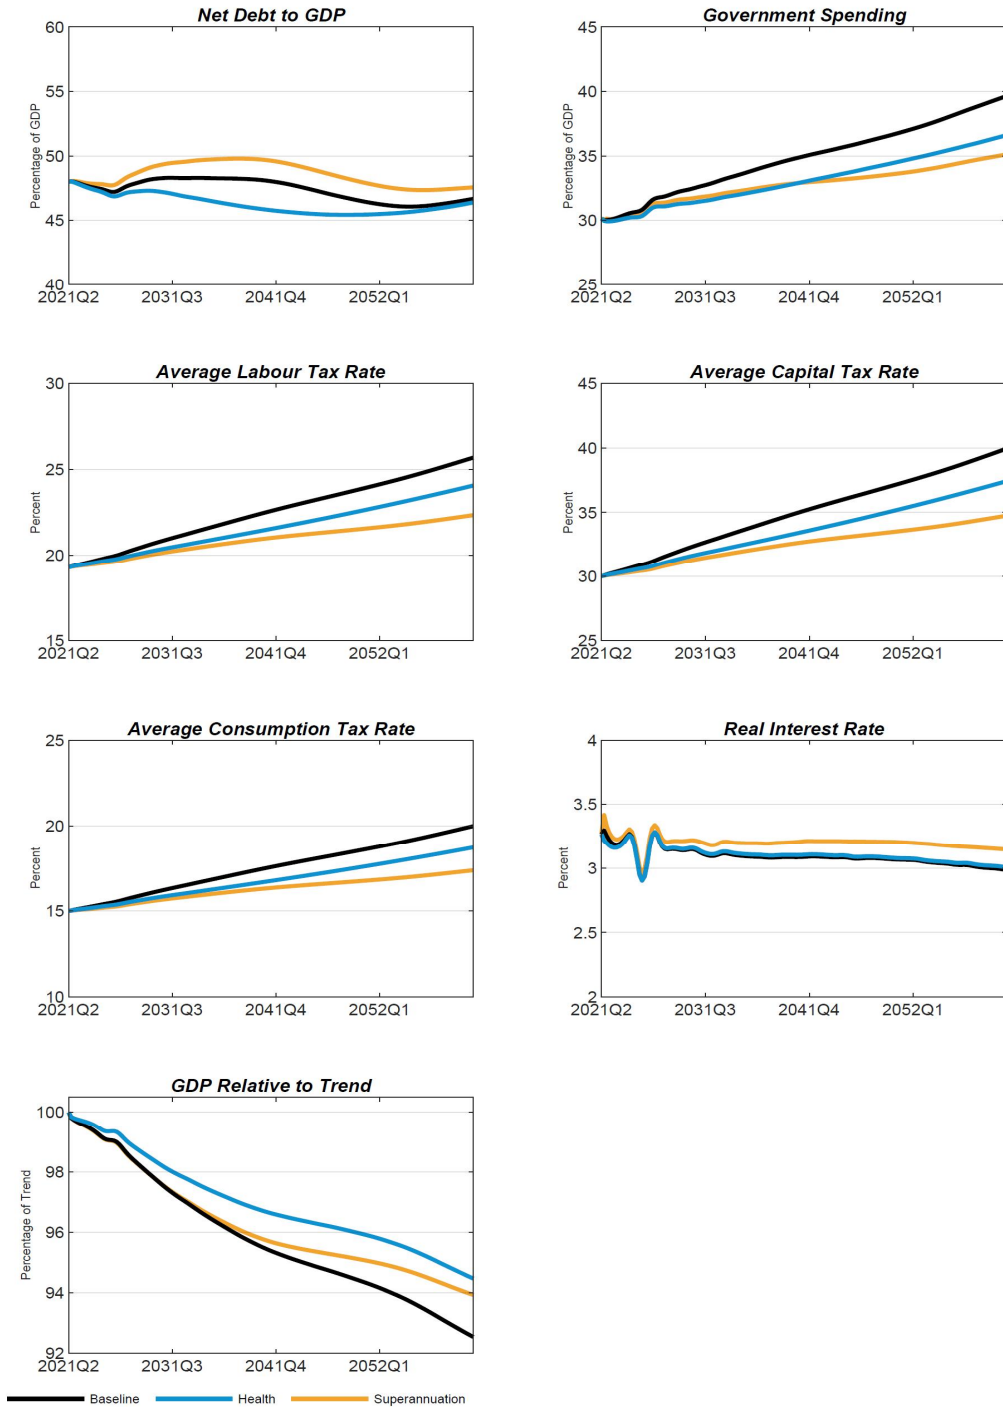 Net Debt to GDP
60
55
50
45
40
Percentage of GDP
2021Q2 2031Q3 2041Q4 2052Q1
Government Spending
45
40
35
30
25
Percentage of GDP
2021Q2 2031Q3 2041Q4 2052Q1
Average Labour Tax Rate
30
25
20
15
Percent
2021Q2 2031Q3 2041Q4 2052Q1
Average Capital Tax Rate
45
40
35
30
25
Percent
2021Q2 2031Q3 2041Q4 2052Q1
Average Consumption Tax Rate
25
20
15
10
Percent
2021Q2 2031Q3 2041Q4 2052Q1
Real Interest Rate
4
3.5
3
2.5
2
Percent
2021Q2 2031Q3 2041Q4 2052Q1
GDP Relative to Trend
100
98
96
94
92
Percentage of Trend
2021Q2 2031Q3 2041Q4 2052Q1
Baseline Health Superannuation